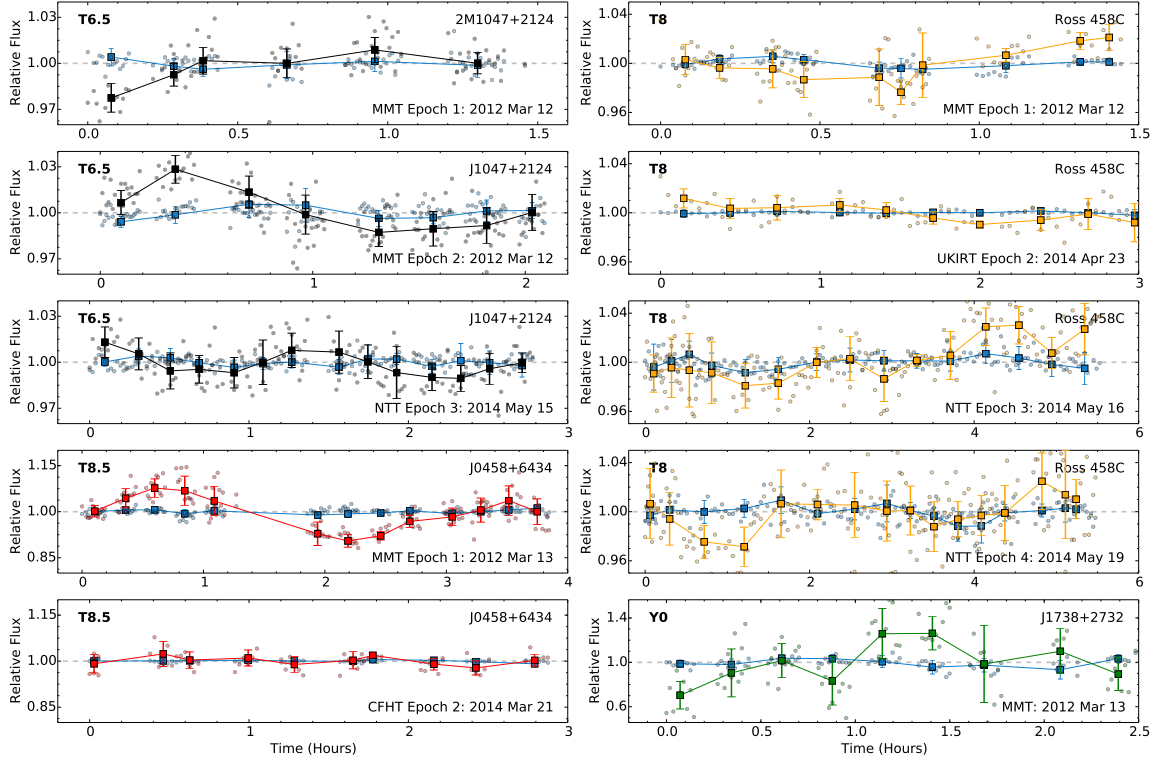 T6.5 2M1047+2124
1.03
1.00
0.97
Relative Flux
MMT Epoch 1: 2012 Mar 12
0.0 0.5 1.0 1.5
T8 Ross 458C
1.04
1.00
0.96
Relative Flux
MMT Epoch 1: 2012 Mar 12
0.0 0.5 1.0 1.5
T6.5 J1047+2124
1.03
1.00
0.97
Relative Flux
MMT Epoch 2: 2012 Mar 12
0 1 2
T8 Ross 458C
1.04
1.00
0.96
Relative Flux
UKIRT Epoch 2: 2014 Apr 23
0 1 2 3
T6.5 J1047+2124
1.03
1.00
0.97
Relative Flux
NTT Epoch 3: 2014 May 15
0 1 2 3
T8 Ross 458C
1.04
1.00
0.96
Relative Flux
NTT Epoch 3: 2014 May 16
0 2 4 6
T8.5 J0458+6434
1.15
1.00
0.85
Relative Flux
MMT Epoch 1: 2012 Mar 13
0 1 2 3 4
T8 Ross 458C
1.04
1.00
0.96
Relative Flux
NTT Epoch 4: 2014 May 19
0 2 4 6
T8.5 J0458+6434
1.15
1.00
0.85
Relative Flux
CFHT Epoch 2: 2014 Mar 21
0 1 2 3
Time (Hours)
Y0 J1738+2732
1.4
1.0
0.6
Relative Flux
MMT: 2012 Mar 13
0.0 0.5 1.0 1.5 2.0 2.5
Time (Hours)